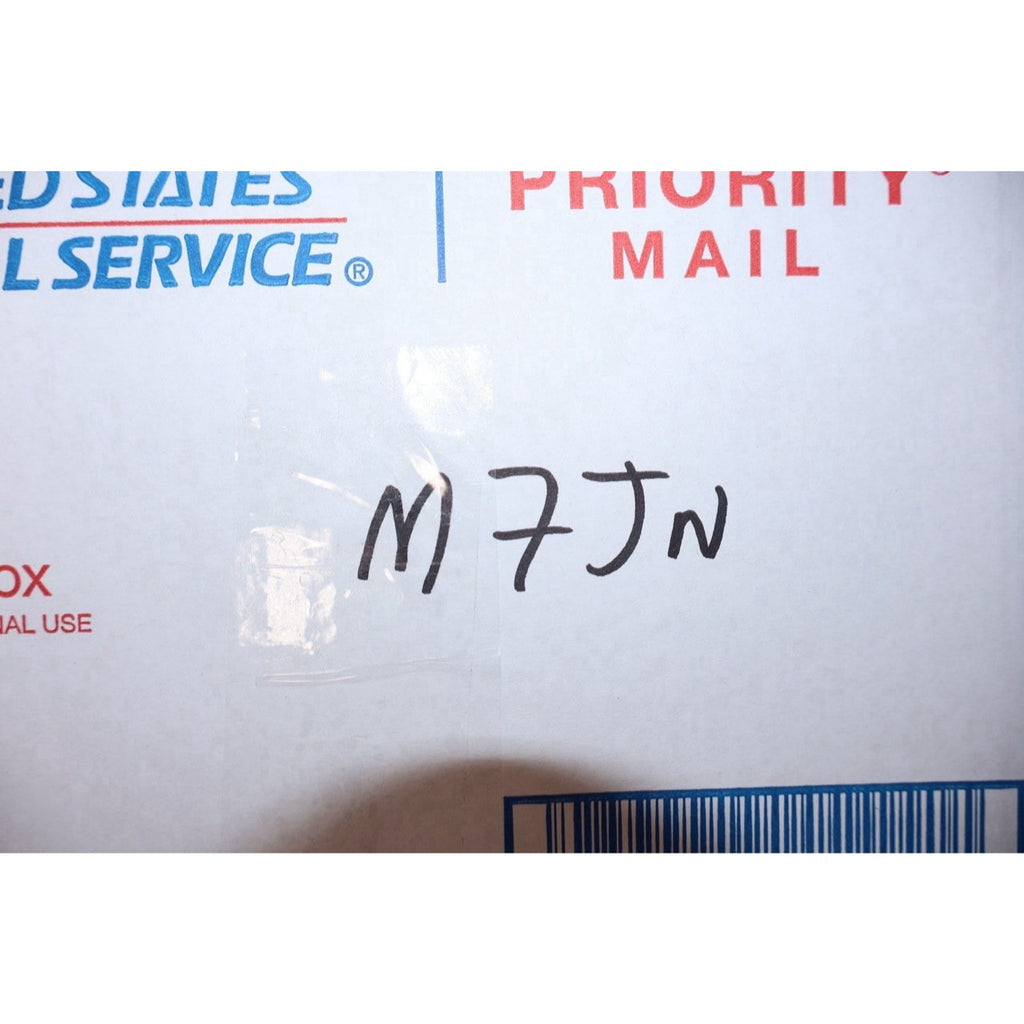 ED STATES
L SERVICE®
PRIORITY®
MAIL
M7JN
OX
IAL USE